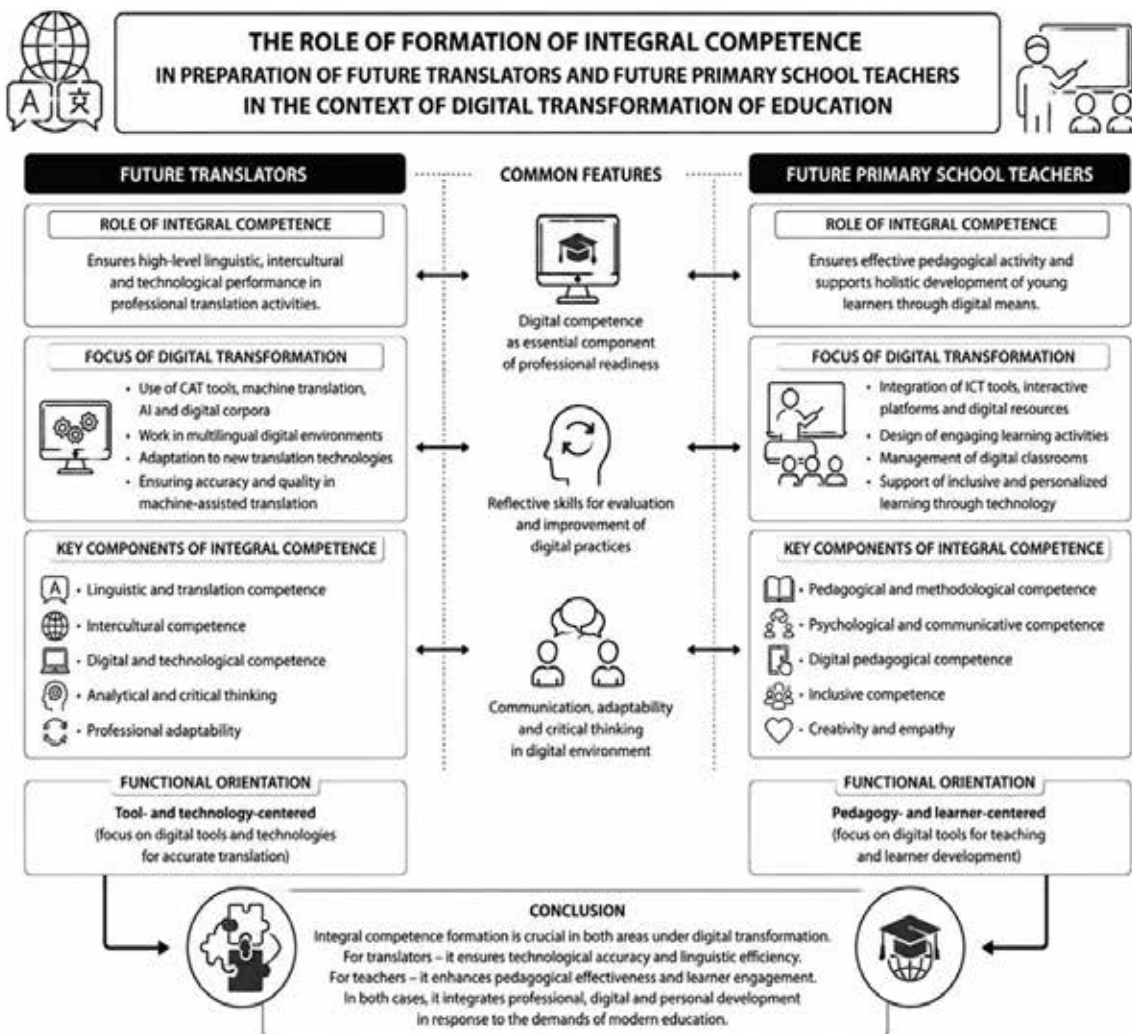 THE ROLE OF FORMATION OF INTEGRAL COMPETENCE
IN PREPARATION OF FUTURE TRANSLATORS AND FUTURE PRIMARY SCHOOL TEACHERS
IN THE CONTEXT OF DIGITAL TRANSFORMATION OF EDUCATION
A 文
FUTURE TRANSLATORS
ROLE OF INTEGRAL COMPETENCE
Ensures high-level linguistic, intercultural
and technological performance in
professional translation activities.
FOCUS OF DIGITAL TRANSFORMATION
• Use of CAT tools, machine translation,
AI and digital corpora
• Work in multilingual digital environments
• Adaptation to new translation technologies
• Ensuring accuracy and quality in
machine-assisted translation
KEY COMPONENTS OF INTEGRAL COMPETENCE
A • Linguistic and translation competence
• Intercultural competence
• Digital and technological competence
• Analytical and critical thinking
• Professional adaptability
FUNCTIONAL ORIENTATION
Tool- and technology-centered
(focus on digital tools and technologies
for accurate translation)
COMMON FEATURES
Digital competence
as essential component
of professional readiness
Reflective skills for evaluation
and improvement of
digital practices
Communication, adaptability
and critical thinking
in digital environment
FUTURE PRIMARY SCHOOL TEACHERS
ROLE OF INTEGRAL COMPETENCE
Ensures effective pedagogical activity and
supports holistic development of young
learners through digital means.
FOCUS OF DIGITAL TRANSFORMATION
• Integration of ICT tools, interactive
platforms and digital resources
• Design of engaging learning activities
• Management of digital classrooms
• Support of inclusive and personalized
learning through technology
KEY COMPONENTS OF INTEGRAL COMPETENCE
• Pedagogical and methodological competence
• Psychological and communicative competence
• Digital pedagogical competence
• Inclusive competence
• Creativity and empathy
FUNCTIONAL ORIENTATION
Pedagogy- and learner-centered
(focus on digital tools for teaching
and learner development)
CONCLUSION
Integral competence formation is crucial in both areas under digital transformation.
For translators – it ensures technological accuracy and linguistic efficiency.
For teachers – it enhances pedagogical effectiveness and learner engagement.
In both cases, it integrates professional, digital and personal development
in response to the demands of modern education.